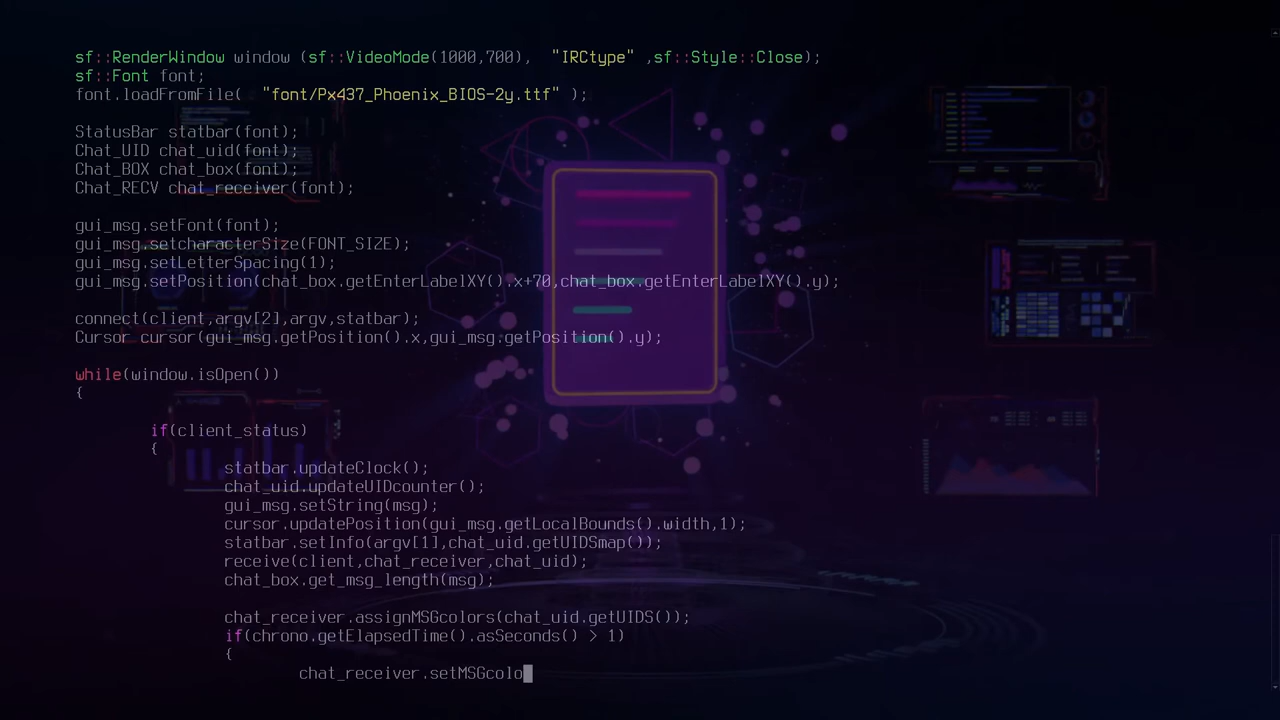 sf::RenderWindow window (sf::VideoMode(1000,700),  "IRCtype" ,sf::Style::Close);
sf::Font font;
font.loadFromFile(  "font/Px437_Phoenix_BIOS-2y.ttf" );
StatusBar statbar(font);
Chat_UID chat_uid(font);
Chat_BOX chat_box(font);
Chat_RECV chat_receiver(font);
gui_msg.setFont(font);
gui_msg.setcharacterSize(FONT_SIZE);
gui_msg.setLetterSpacing(1);
gui_msg.setPosition(chat_box.getEnterLabelXY().x+70,chat_box.getEnterLabelXY().y);
connect(client,argv[2],argv,statbar);
Cursor cursor(gui_msg.getPosition().x,gui_msg.getPosition().y);
while(window.isOpen())
{
if(client_status)
{
statbar.updateClock();
chat_uid.updateUIDcounter();
gui_msg.setString(msg);
cursor.updatePosition(gui_msg.getLocalBounds().width,1);
statbar.setInfo(argv[1],chat_uid.getUIDSmap());
receive(client,chat_receiver,chat_uid);
chat_box.get_msg_length(msg);
chat_receiver.assignMSGcolors(chat_uid.getUIDS());
if(chrono.getElapsedTime().asSeconds() > 1)
{
chat_receiver.setMSGcolo